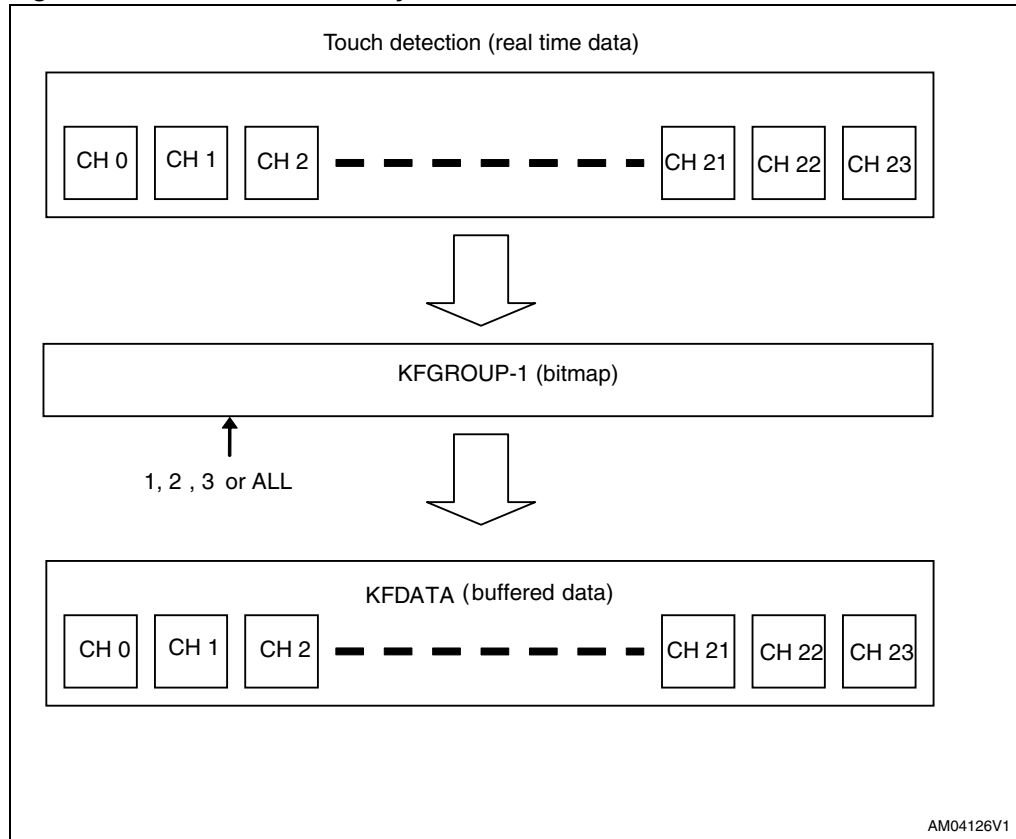 Touch detection (real time data)
CH 0 CH 1 CH 2 CH 21 CH 22 CH 23
KFGROUP-1 (bitmap)
1, 2 , 3 or ALL
KFDATA (buffered data)
CH 0 CH 1 CH 2 CH 21 CH 22 CH 23
AM04126V1